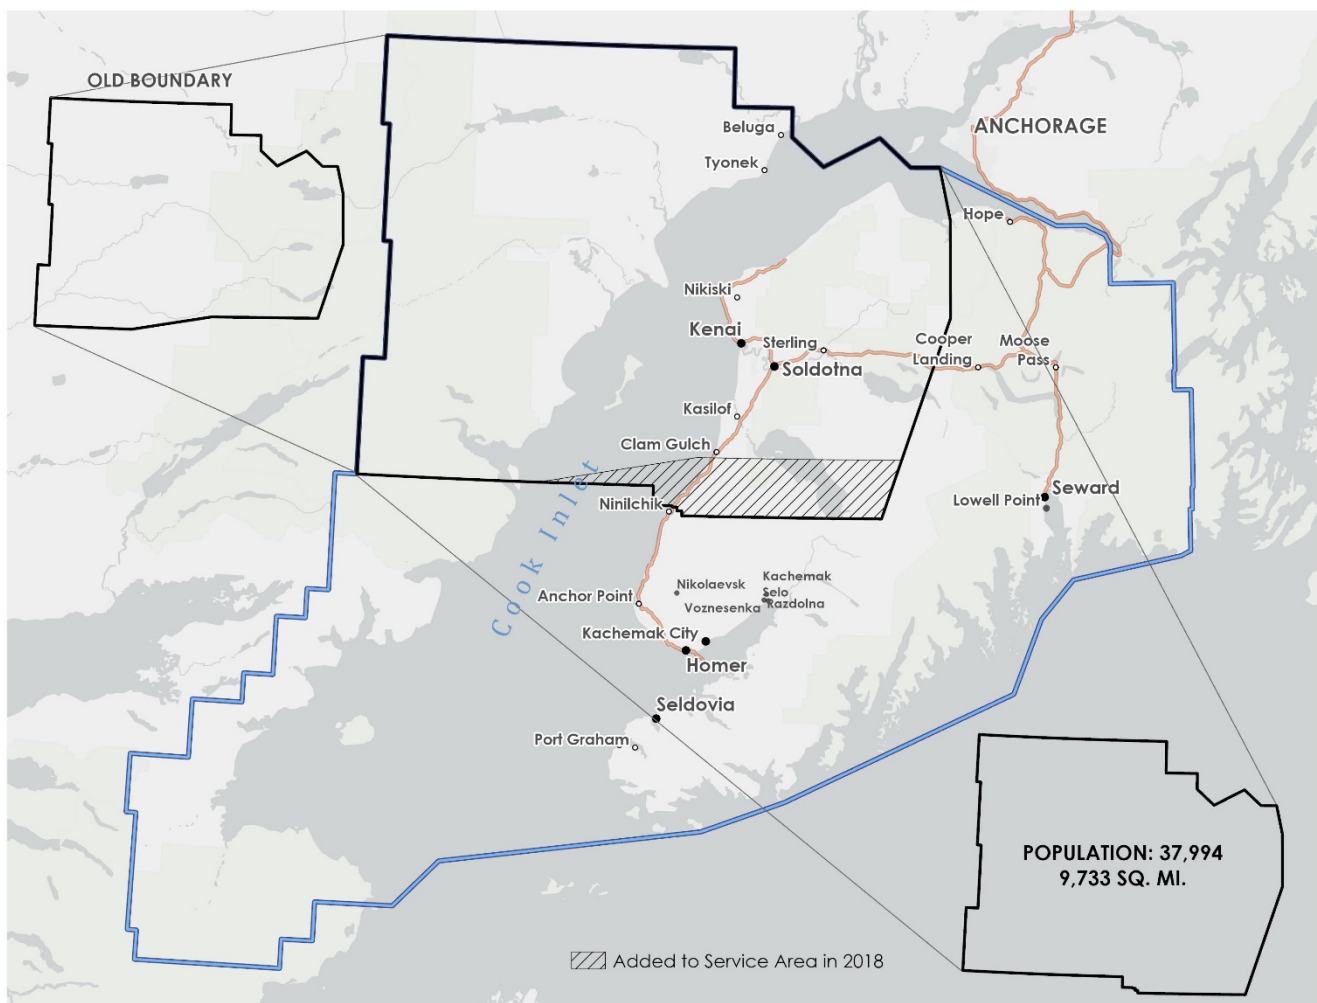 OLD BOUNDARY
Beluga
ANCHORAGE
Tyonek
Hope
Nikiski
Kenai
Sterling
Cooper
Landing
Moose
Pass
Soldotna
Kasilof
Clam Gulch
Cook Inlet
Ninilchik
Lowell Point
Seward
Nikolaevsk
Kachemak
Selo
Voznesenka
Razdolna
Anchor Point
Kachemak City
Homer
Seldovia
Port Graham
POPULATION: 37,994
9,733 SQ. MI.
Added to Service Area in 2018